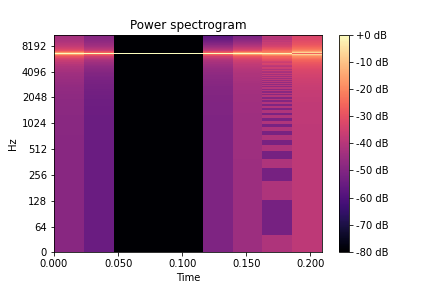 Power spectrogram
Hz
8192
4096
2048
1024
512
256
128
64
0
0.000 0.050 0.100 0.150 0.200
Time
+0 dB
-10 dB
-20 dB
-30 dB
-40 dB
-50 dB
-60 dB
-70 dB
-80 dB